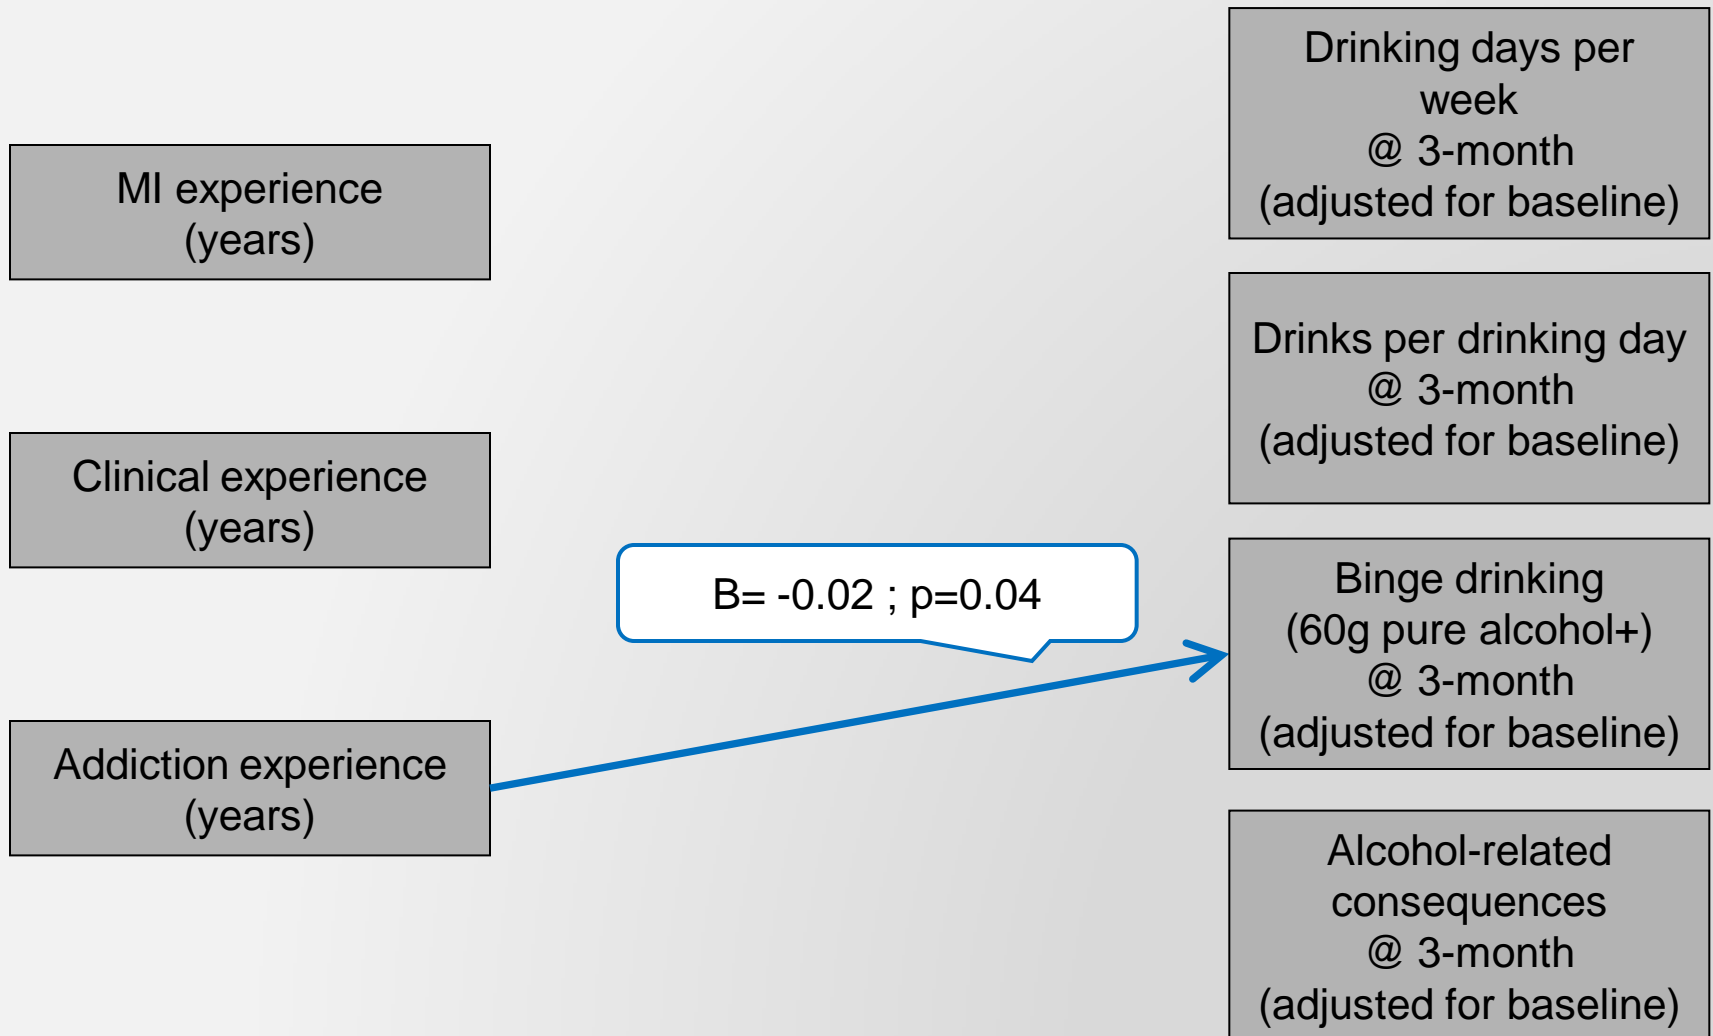 MI experience
(years)
Clinical experience
(years)
Addiction experience
(years)
B= -0.02 ; p=0.04
Drinking days per
week
@ 3-month
(adjusted for baseline)
Drinks per drinking day
@ 3-month
(adjusted for baseline)
Binge drinking
(60g pure alcohol+)
@ 3-month
(adjusted for baseline)
Alcohol-related
consequences
@ 3-month
(adjusted for baseline)